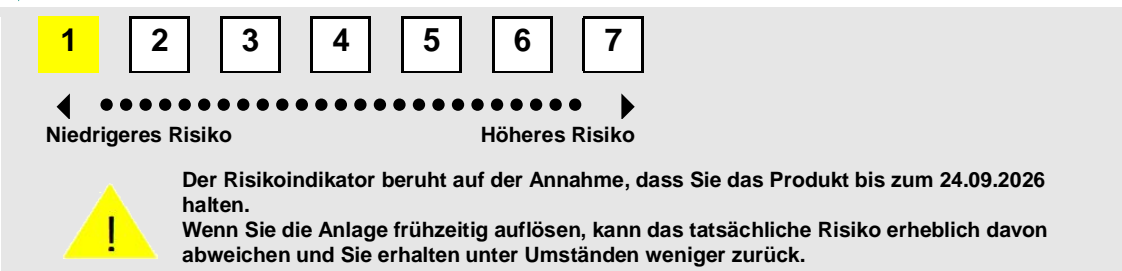 1 2 3 4 5 6 7
Niedrigeres Risiko Höheres Risiko
Der Risikoindikator beruht auf der Annahme, dass Sie das Produkt bis zum 24.09.2026
halten.
Wenn Sie die Anlage frühzeitig auflösen, kann das tatsächliche Risiko erheblich davon
abweichen und Sie erhalten unter Umständen weniger zurück.
!